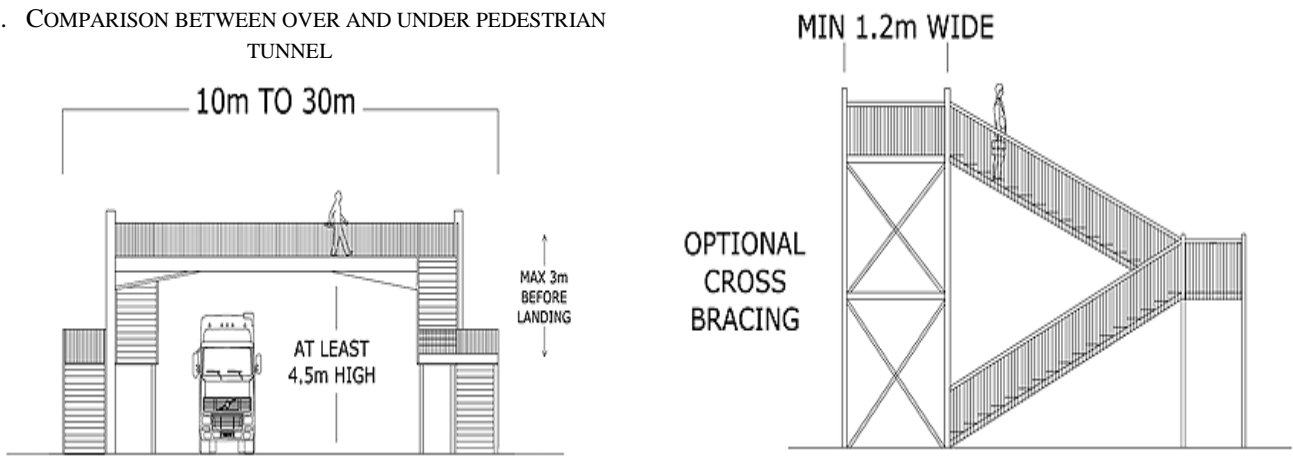 . COMPARISON BETWEEN OVER AND UNDER PEDESTRIAN
TUNNEL
10m TO 30m
AT LEAST
4.5m HIGH
MAX 3m
BEFORE
LANDING
MIN 1.2m WIDE
OPTIONAL
CROSS
BRACING